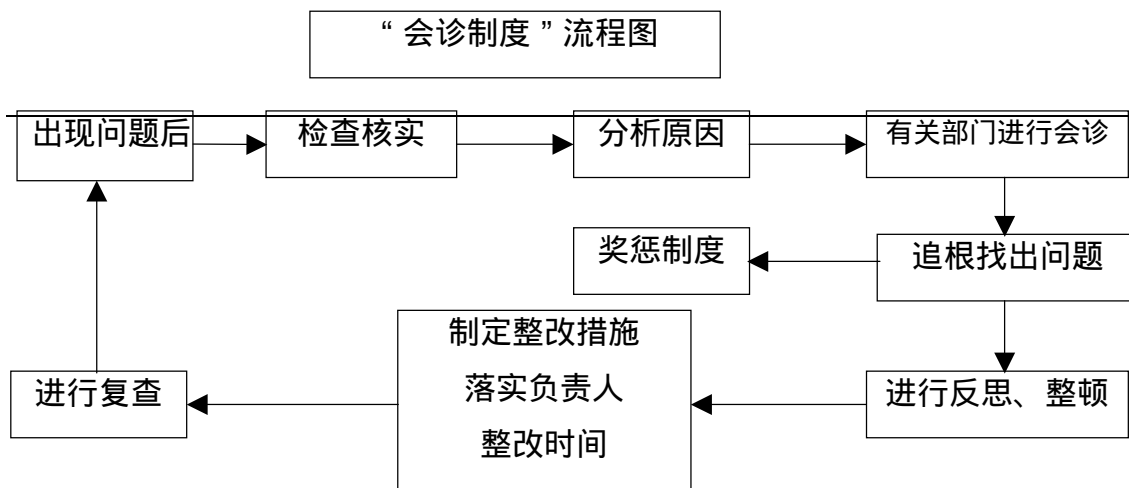 “会诊制度”流程图
出现问题后
检查核实
分析原因
有关部门进行会诊
奖惩制度
追根找出问题
制定整改措施
落实负责人
整改时间
进行复查
进行反思、整顿